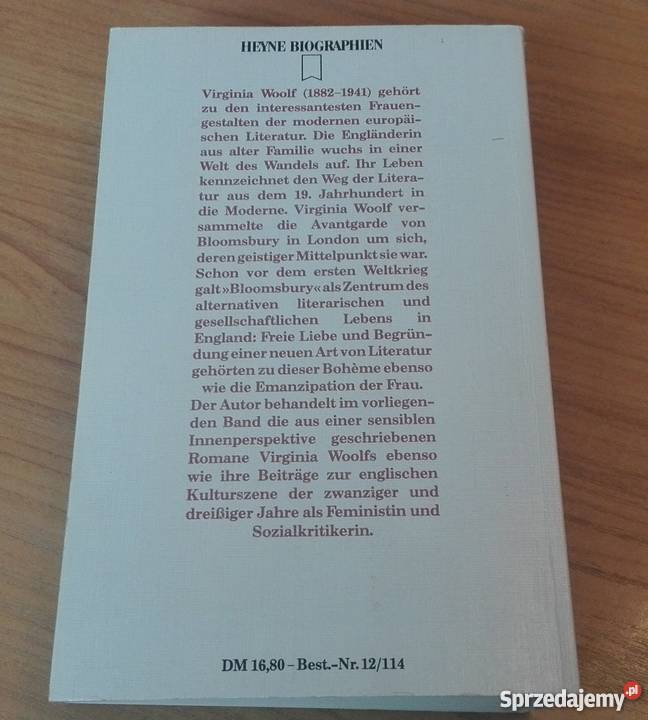 HEYNE BIOGRAPHIEN
Virginia Woolf (1882–1941) gehört
zu den interessantesten Frauen-
gestalten der modernen europäi-
schen Literatur. Die Engländerin
aus alter Familie wuchs in einer
Welt des Wandels auf. Ihr Leben
kennzeichnet den Weg der Litera-
tur aus dem 19. Jahrhundert in
die Moderne. Virginia Woolf ver-
sammelte die Avantgarde von
Bloomsbury in London um sich,
deren geistiger Mittelpunkt sie war.
Schon vor dem ersten Weltkrieg
galt »Bloomsbury« als Zentrum des
alternativen literarischen und
gesellschaftlichen Lebens in
England: Freie Liebe und Begrün-
dung einer neuen Art von Literatur
gehörten zu dieser Bohème ebenso
wie die Emanzipation der Frau.
Der Autor behandelt im vorliegen-
den Band die aus einer sensiblen
Innenperspektive geschriebenen
Romane Virginia Woolfs ebenso
wie ihre Beiträge zur englischen
Kulturszene der zwanziger und
dreißiger Jahre als Feministin und
Sozialkritikerin.
DM 16,80 – Best.-Nr. 12/114
Sprzedajemy.pl